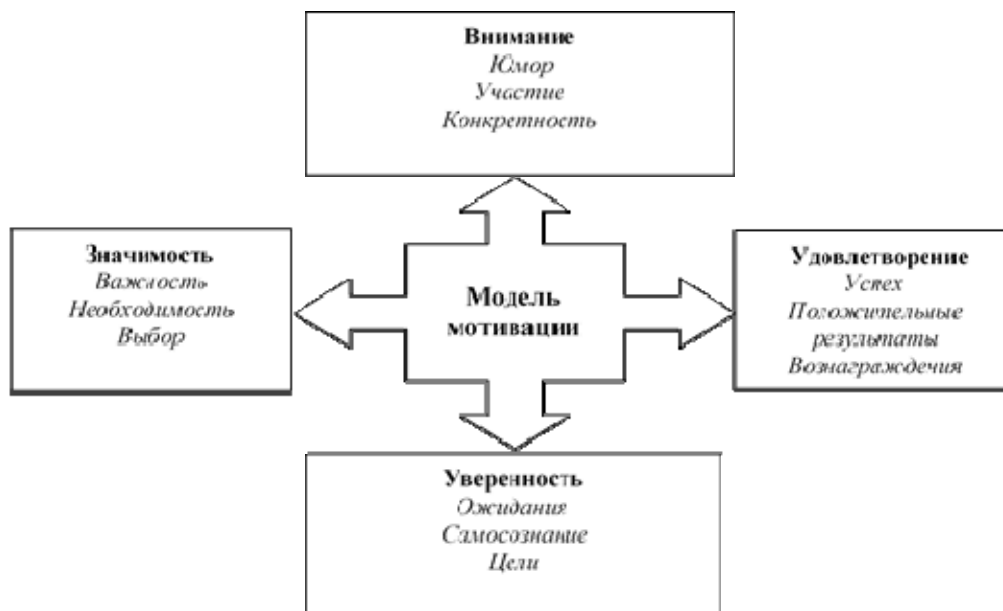 Внимание
Юмор
Участие
Конкретность
Значимость
Важность
Необходимость
Выбор
Модель
мотивации
Удовлетворение
Успех
Положительные
результаты
Вознаграждения
Уверенность
Ожидания
Самосознание
Цели